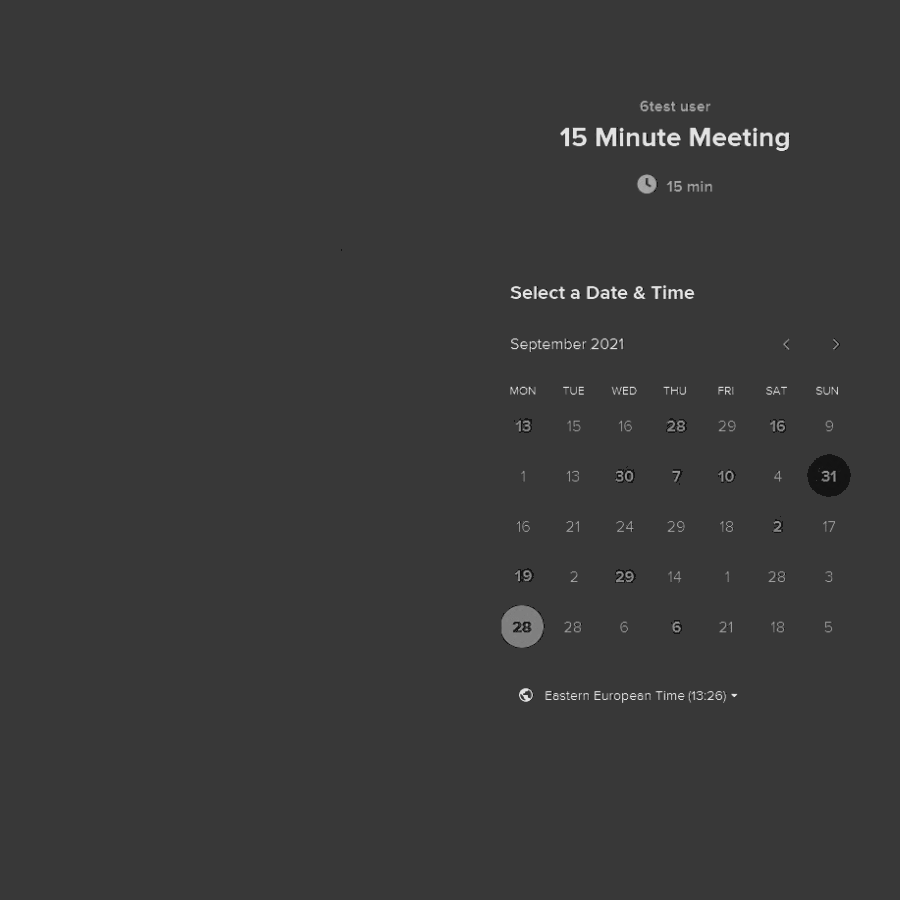 6test user
15 Minute Meeting
15 min
Select a Date & Time
September 2021
MON TUE WED THU FRI SAT SUN
13 15 16 28 29 16 9
1 13 30 7 10 4 31
16 21 24 29 18 2 17
19 2 29 14 1 28 3
28 28 6 6 21 18 5
Eastern European Time (13:26)